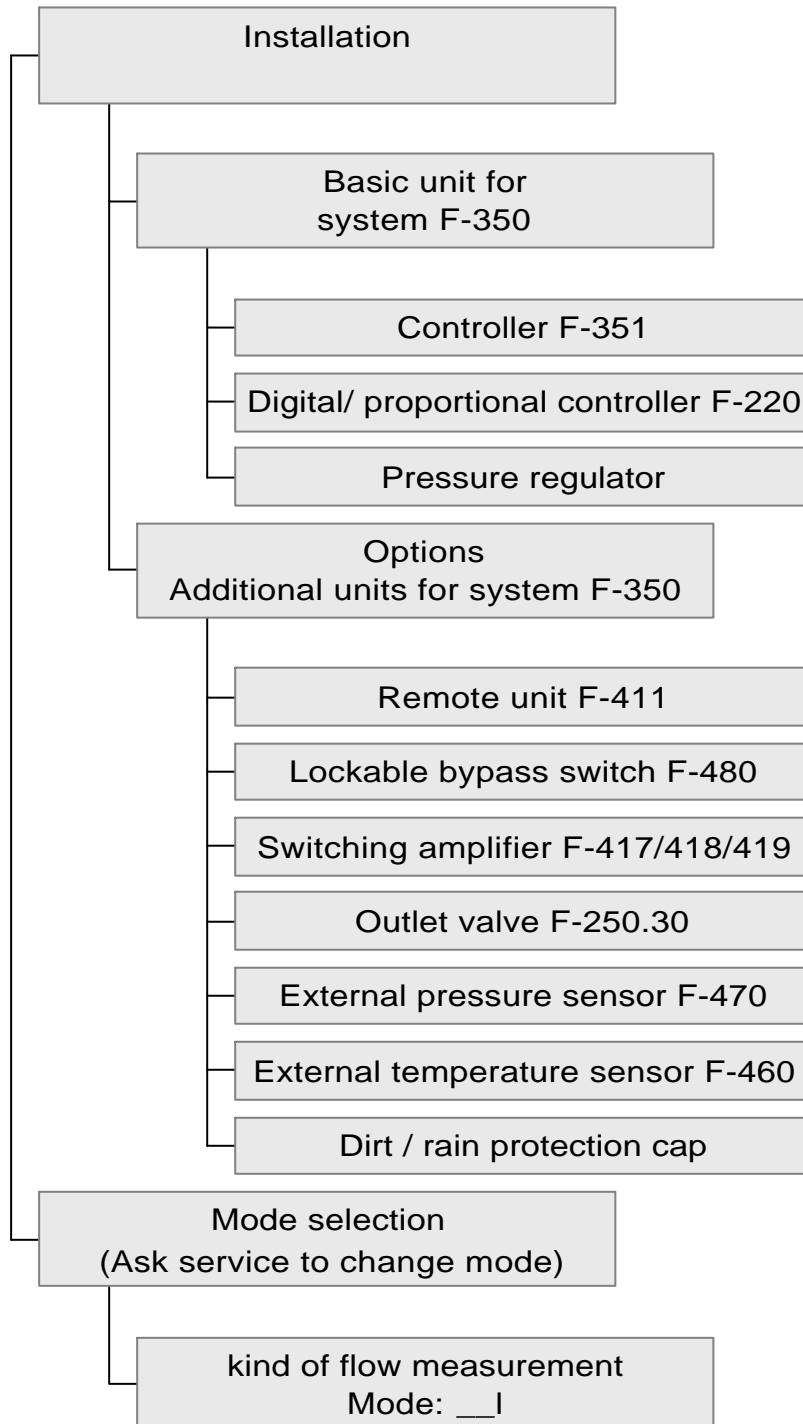 Installation
Basic unit for
system F-350
Controller F-351
Digital/ proportional controller F-220
Pressure regulator
Options
Additional units for system F-350
Remote unit F-411
Lockable bypass switch F-480
Switching amplifier F-417/418/419
Outlet valve F-250.30
External pressure sensor F-470
External temperature sensor F-460
Dirt / rain protection cap
Mode selection
(Ask service to change mode)
kind of flow measurement
Mode: __I